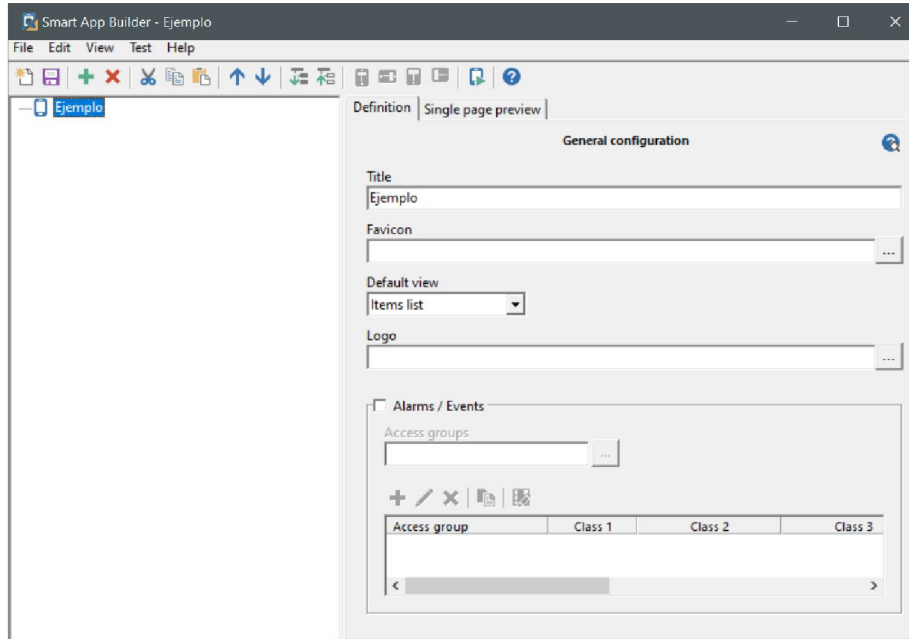 Smart App Builder - Ejemplo
File Edit View Test Help
Ejemplo
Definition Single page preview
General configuration
Title
Ejemplo
Favicon
...
Default view
Items list
Logo
...
Alarms / Events
Access groups
...
Access group Class 1 Class 2 Class 3